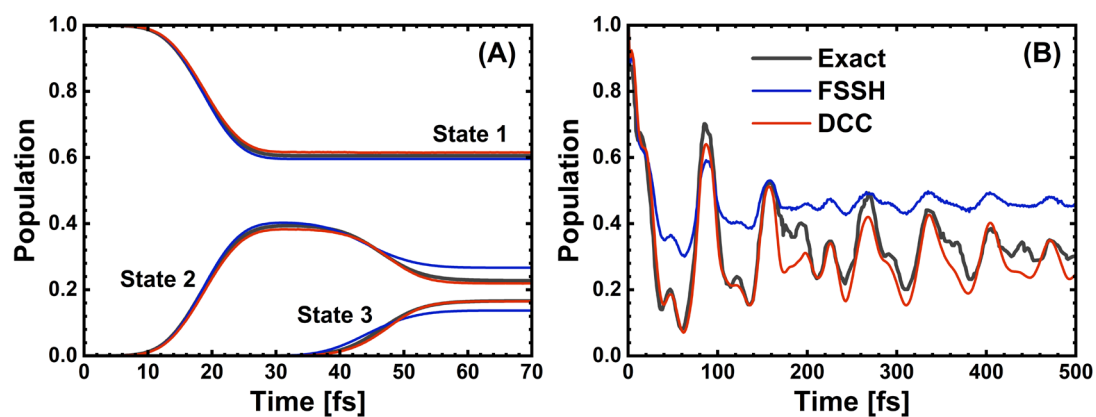 (A)
1.0
0.8
0.6
0.4
0.2
0.0
Population
State 1
State 2
State 3
0 10 20 30 40 50 60 70
Time [fs]
(B)
1.0
0.8
0.6
0.4
0.2
0.0
Population
Exact
FSSH
DCC
0 100 200 300 400 500
Time [fs]